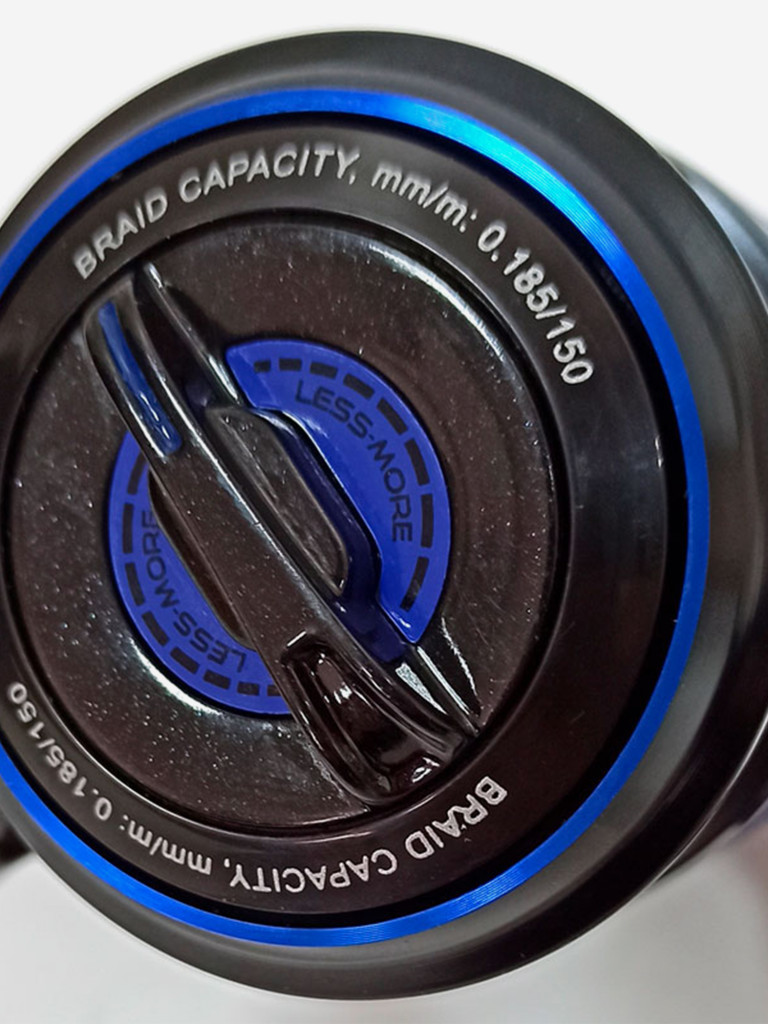 BRAID CAPACITY, mm/m: 0.185/150
LESS-MORE
LESS-MORE
BRAID CAPACITY, mm/m: 0.185/150